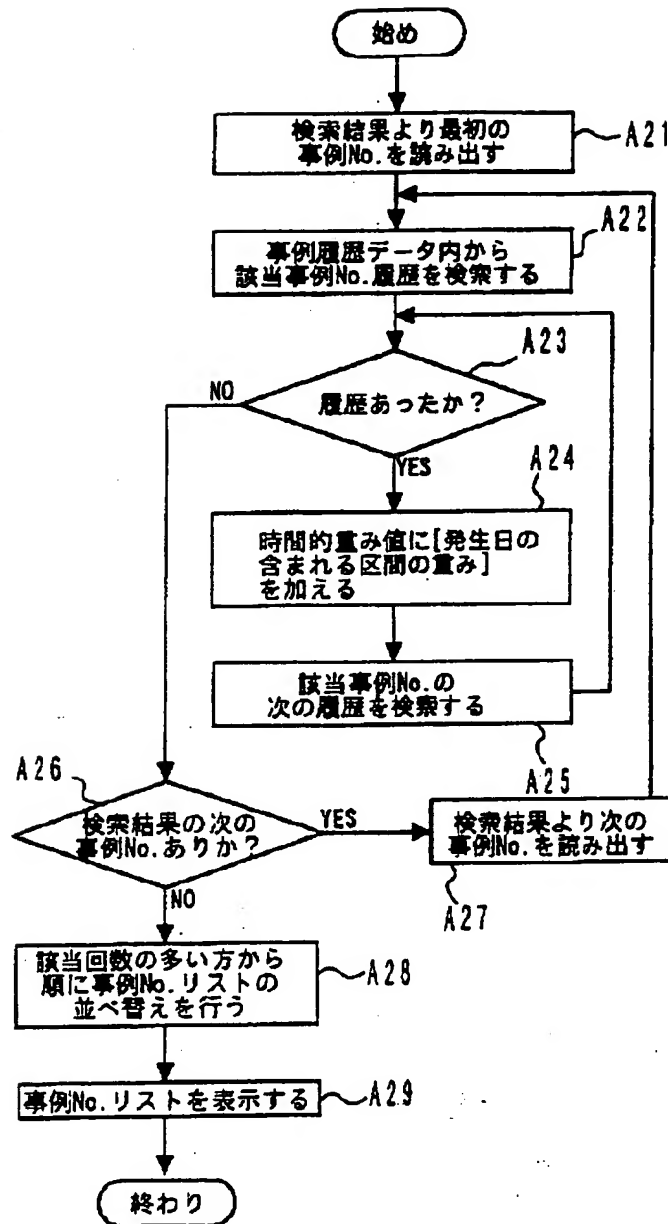 始め
検索結果より最初の
事例No.を読み出す
A21
A22
事例履歴データ内から
該当事例No.履歴を検索する
A23
履歴あったか?
NO
YES
A24
時間的重み値に[発生日の
含まれる区間の重み]
を加える
該当事例No.の
次の履歴を検索する
A25
A26
検索結果の次の
事例No.ありか?
YES
検索結果より次の
事例No.を読み出す
A27
NO
該当回数の多い方から
順に事例No.リストの
並べ替えを行う
A28
事例No.リストを表示する
A29
終わり